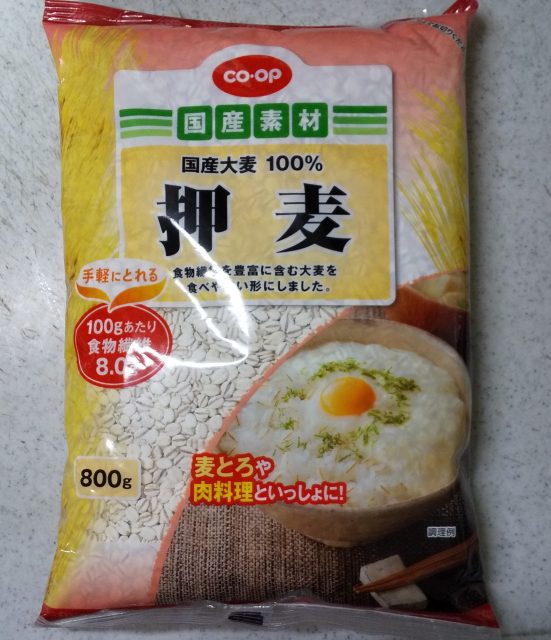 CO·OP
国産素材
国産大麦 100%
押麦
食物繊維を豊富に含む大麦を
食べやすい形にしました。
手軽にとれる
100gあたり
食物繊維
8.0g
800g
麦とろや
肉料理といっしょに!
調理例